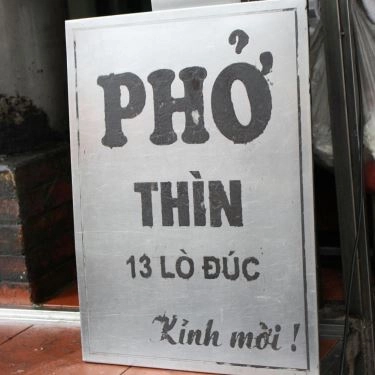 PHỞ
THÌN
13 LÒ ĐÚC
Kính mời !